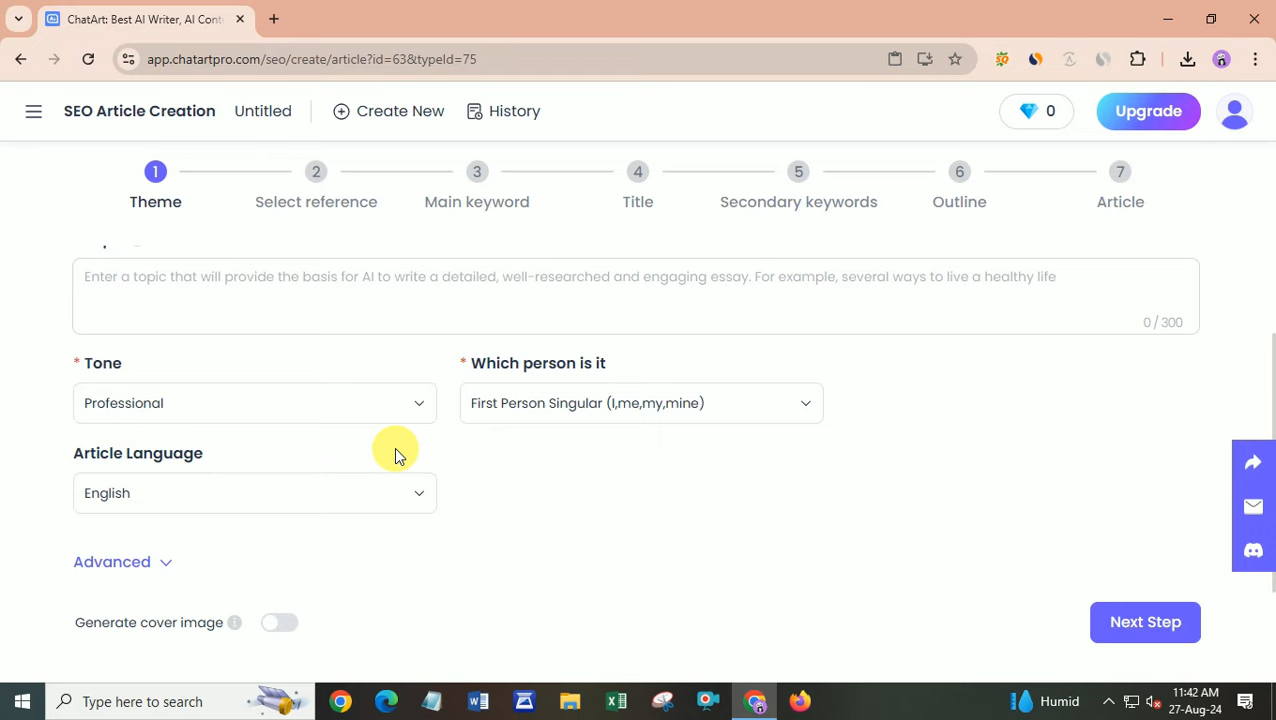 ChatArt: Best AI Writer, AI Cont
app.chatartpro.com/seo/create/article?id=63&typeId=75
SEO Article Creation Untitled Create New History 0 Upgrade
1 2 3 4 5 6 7
Theme Select reference Main keyword Title Secondary keywords Outline Article
Enter a topic that will provide the basis for AI to write a detailed, well-researched and engaging essay. For example, several ways to live a healthy life
0 / 300
* Tone * Which person is it
Professional First Person Singular (I,me,my,mine)
Article Language
English
Advanced
Generate cover image Next Step
Type here to search Humid 11:42 AM
27-Aug-24